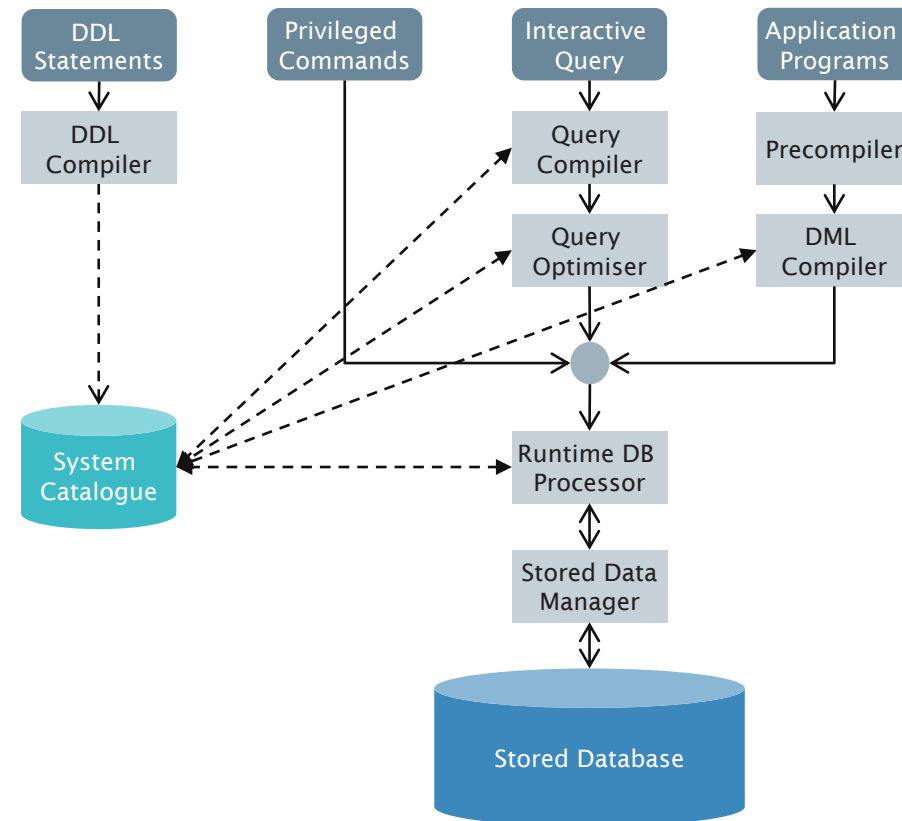 DDL
Statements
Privileged
Commands
Interactive
Query
Application
Programs
DDL
Compiler
Query
Compiler
Precompiler
Query
Optimiser
DML
Compiler
System
Catalogue
Runtime DB
Processor
Stored Data
Manager
Stored Database